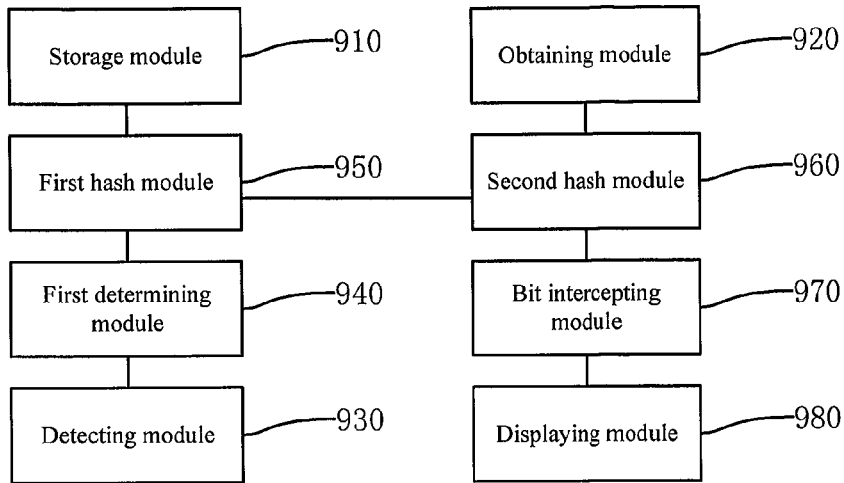 Storage module
910
Obtaining module
920
First hash module
950
Second hash module
960
First determining
module
940
Bit intercepting
module
970
Detecting module
930
Displaying module
980